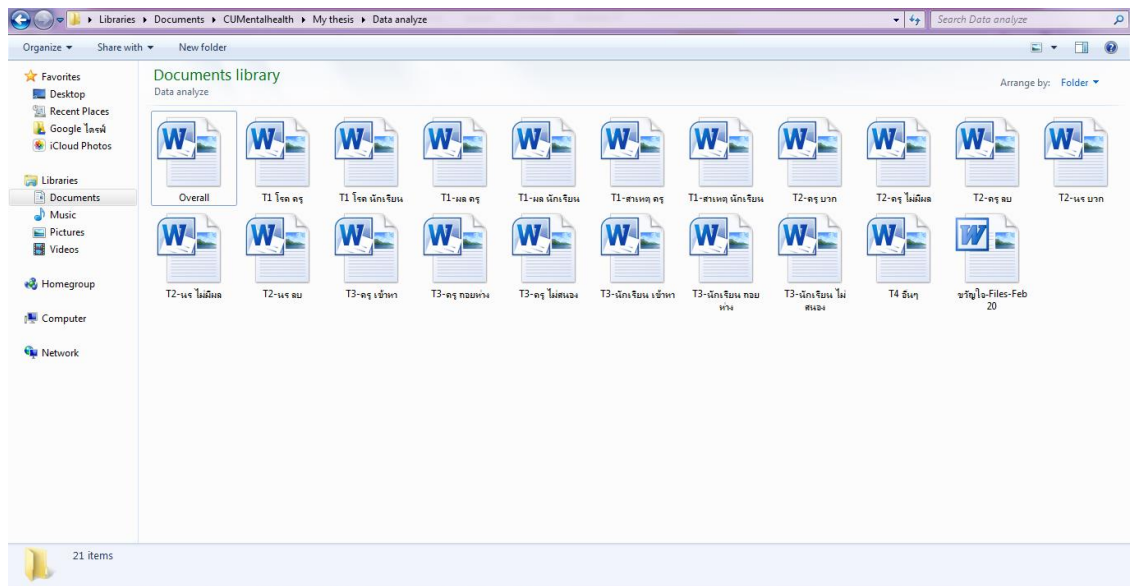 Libraries ▸ Documents ▸ CUMentalhealth ▸ My thesis ▸ Data analyze
Search Data analyze
Organize Share with New folder
Favorites
Desktop
Recent Places
Google ไดรฟ์
iCloud Photos
Libraries
Documents
Music
Pictures
Videos
Homegroup
Computer
Network
Documents library
Data analyze
Arrange by: Folder
Overall
T1 โรค ครู
T1 โรค นักเรียน
T1-ผล ครู
T1-ผล นักเรียน
T1-สาเหตุ ครู
T1-สาเหตุ นักเรียน
T2-ครู บวก
T2-ครู ไม่มีผล
T2-ครู ลบ
T2-นร บวก
T2-นร ไม่มีผล
T2-นร ลบ
T3-ครู เข้าหา
T3-ครู ถอยห่าง
T3-ครู ไม่สนอง
T3-นักเรียน เข้าหา
T3-นักเรียน ถอย
ห่าง
T3-นักเรียน ไม่
สนอง
T4 อื่นๆ
ขวัญใจ-Files-Feb
20
21 items